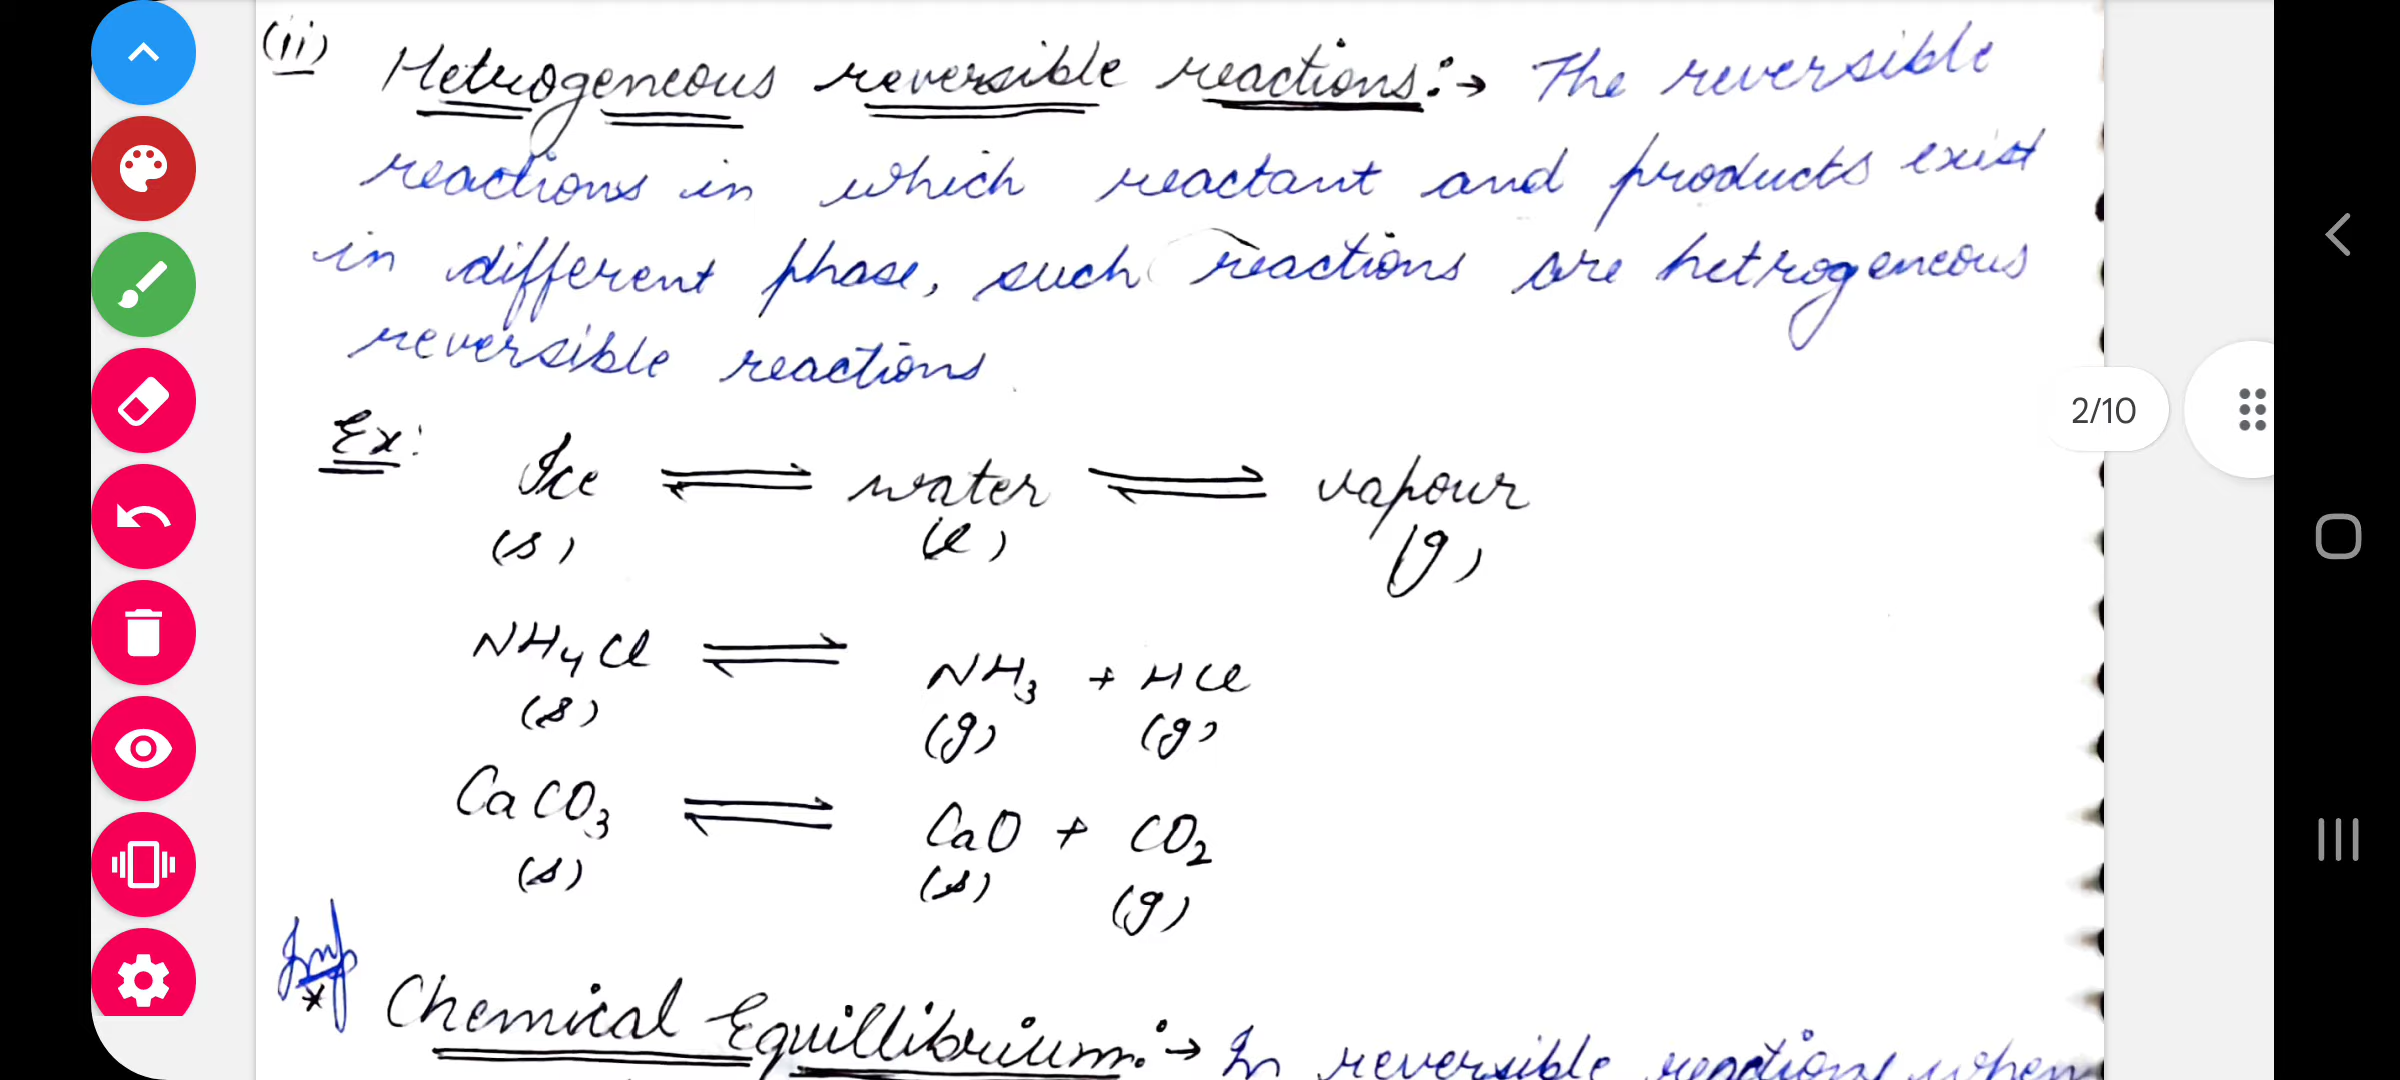 (ii) Hetrogeneous reversible reactions :→ The reversible
reactions in which reactant and products exist
in different phase, such reactions are hetrogeneous
reversible reactions.
2/10
Ex: Ice ⇌ water ⇌ vapour
(s) (l) (g)
NH₄Cl ⇌ NH₃ + HCl
(s) (g) (g)
CaCO₃ ⇌ CaO + CO₂
(s) (s) (g)
Imp
* Chemical Equillibrium :→ In reversible reactions when